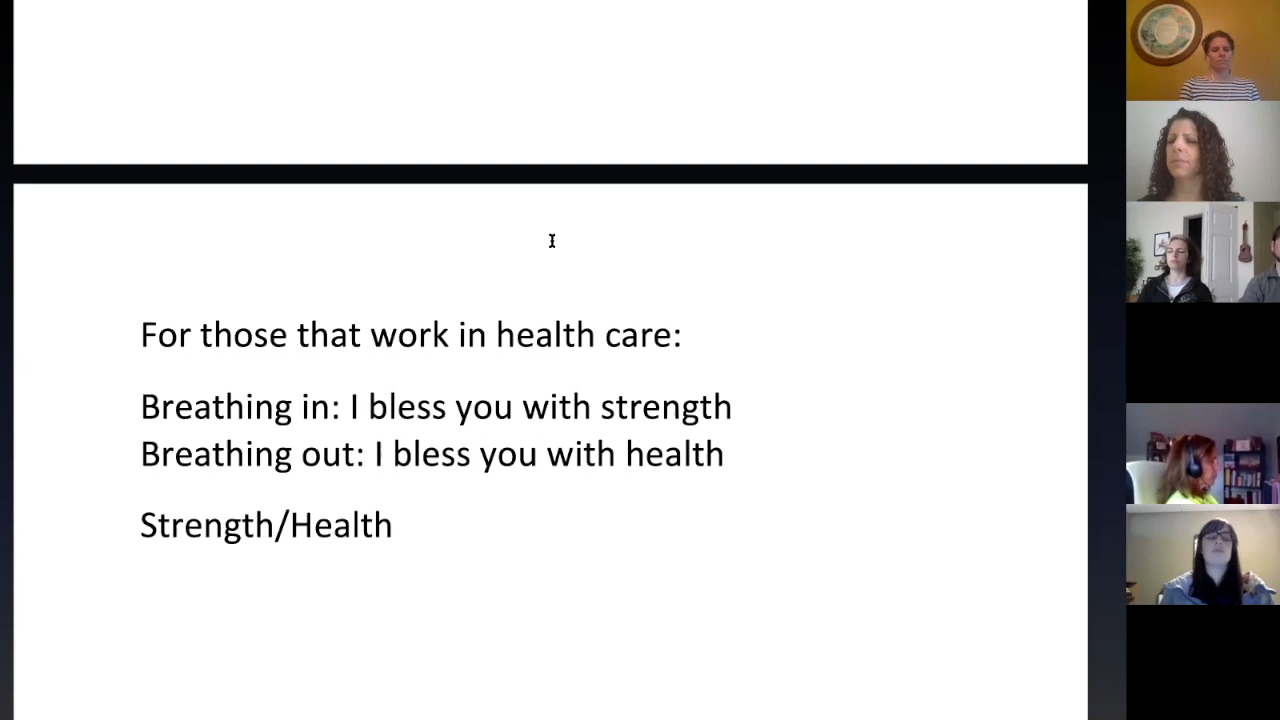 For those that work in health care:
Breathing in: I bless you with strength
Breathing out: I bless you with health
Strength/Health